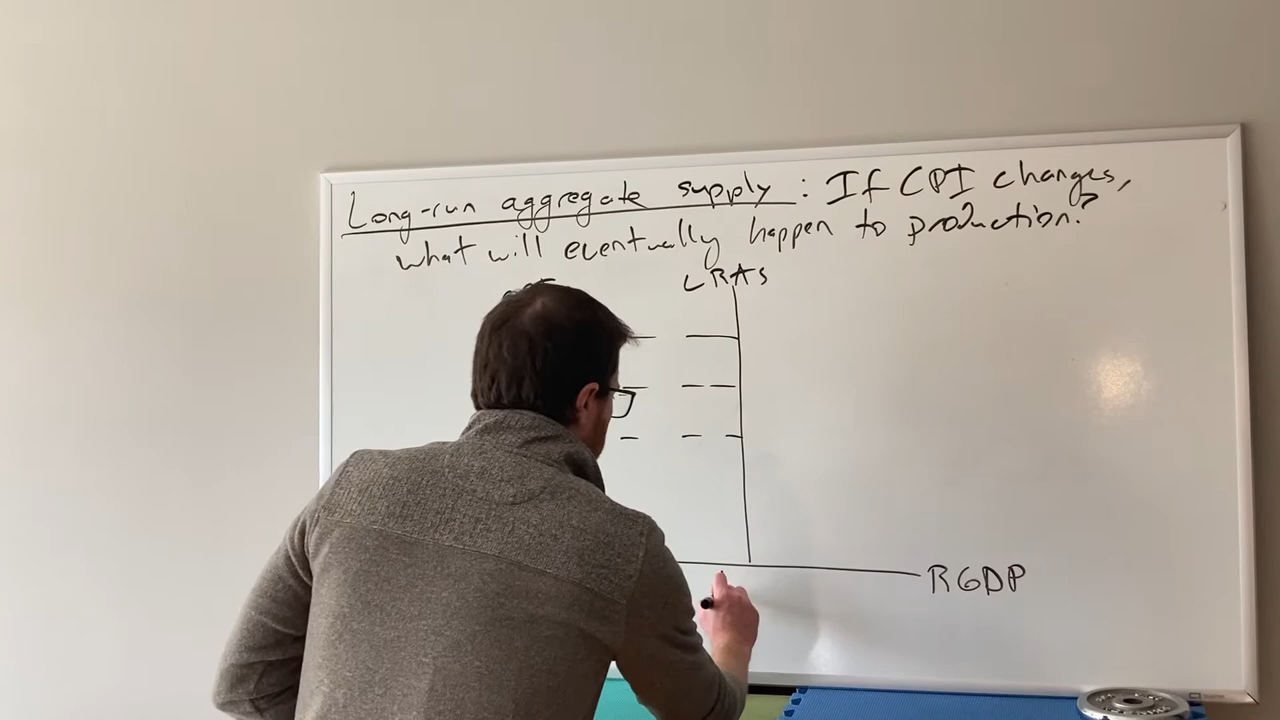 Long-run aggregate supply : If CPI changes,
what will eventually happen to production?
LRAS
RGDP